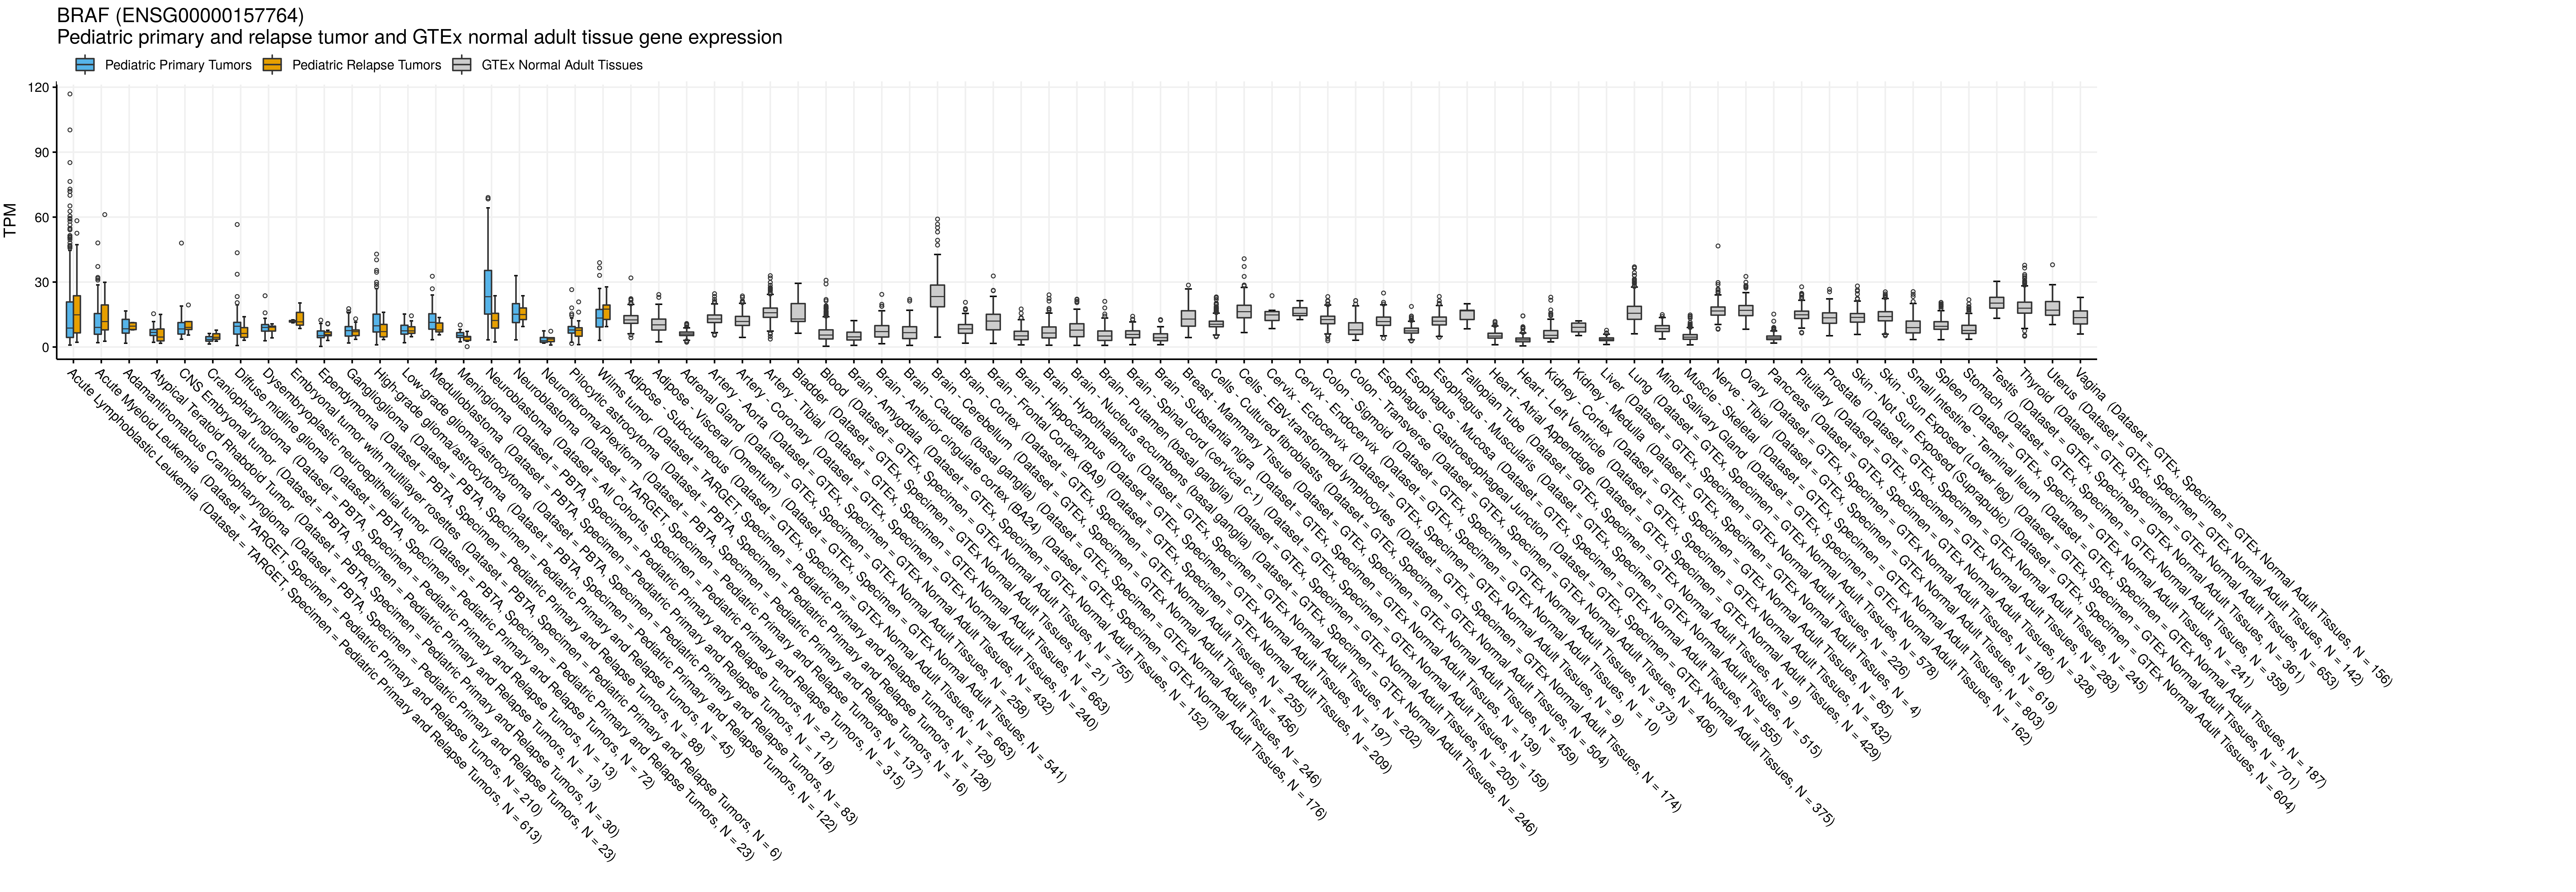 BRAF (ENSG00000157764)
Pediatric primary and relapse tumor and GTEx normal adult tissue gene expression
Pediatric Primary Tumors
Pediatric Relapse Tumors
GTEx Normal Adult Tissues
TPM
120
90
60
30
0
Acute Lymphoblastic Leukemia (Dataset = TARGET, Specimen = Pediatric Primary and Relapse Tumors, N = 613)
Acute Myeloid Leukemia (Dataset = TARGET, Specimen = Pediatric Primary and Relapse Tumors, N = 210)
Adamantinomatous Craniopharyngioma (Dataset = PBTA, Specimen = Pediatric Primary and Relapse Tumors, N = 23)
Atypical Teratoid Rhabdoid Tumor (Dataset = PBTA, Specimen = Pediatric Primary and Relapse Tumors, N = 30)
CNS Embryonal tumor (Dataset = PBTA, Specimen = Pediatric Primary and Relapse Tumors, N = 13)
Craniopharyngioma (Dataset = PBTA, Specimen = Pediatric Primary and Relapse Tumors, N = 13)
Diffuse midline glioma (Dataset = PBTA, Specimen = Pediatric Primary and Relapse Tumors, N = 72)
Dysembryoplastic neuroepithelial tumor (Dataset = PBTA, Specimen = Pediatric Primary and Relapse Tumors, N = 23)
Embryonal tumor with multilayer rosettes (Dataset = PBTA, Specimen = Pediatric Primary and Relapse Tumors, N = 6)
Ependymoma (Dataset = PBTA, Specimen = Pediatric Primary and Relapse Tumors, N = 88)
Ganglioglioma (Dataset = PBTA, Specimen = Pediatric Primary and Relapse Tumors, N = 45)
High-grade glioma/astrocytoma (Dataset = PBTA, Specimen = Pediatric Primary and Relapse Tumors, N = 122)
Low-grade glioma/astrocytoma (Dataset = PBTA, Specimen = Pediatric Primary and Relapse Tumors, N = 83)
Medulloblastoma (Dataset = PBTA, Specimen = Pediatric Primary and Relapse Tumors, N = 118)
Meningioma (Dataset = PBTA, Specimen = Pediatric Primary and Relapse Tumors, N = 21)
Neuroblastoma (Dataset = All Cohorts, Specimen = Pediatric Primary and Relapse Tumors, N = 315)
Neuroblastoma (Dataset = TARGET, Specimen = Pediatric Primary and Relapse Tumors, N = 137)
Neurofibroma/Plexiform (Dataset = PBTA, Specimen = Pediatric Primary and Relapse Tumors, N = 16)
Pilocytic astrocytoma (Dataset = PBTA, Specimen = Pediatric Primary and Relapse Tumors, N = 128)
Wilms tumor (Dataset = TARGET, Specimen = Pediatric Primary and Relapse Tumors, N = 129)
Adipose - Subcutaneous (Dataset = GTEx, Specimen = GTEx Normal Adult Tissues, N = 663)
Adipose - Visceral (Omentum) (Dataset = GTEx, Specimen = GTEx Normal Adult Tissues, N = 541)
Adrenal Gland (Dataset = GTEx, Specimen = GTEx Normal Adult Tissues, N = 258)
Artery - Aorta (Dataset = GTEx, Specimen = GTEx Normal Adult Tissues, N = 432)
Artery - Coronary (Dataset = GTEx, Specimen = GTEx Normal Adult Tissues, N = 240)
Artery - Tibial (Dataset = GTEx, Specimen = GTEx Normal Adult Tissues, N = 663)
Bladder (Dataset = GTEx, Specimen = GTEx Normal Adult Tissues, N = 21)
Blood (Dataset = GTEx, Specimen = GTEx Normal Adult Tissues, N = 755)
Brain - Amygdala (Dataset = GTEx, Specimen = GTEx Normal Adult Tissues, N = 152)
Brain - Anterior cingulate cortex (BA24) (Dataset = GTEx, Specimen = GTEx Normal Adult Tissues, N = 176)
Brain - Caudate (basal ganglia) (Dataset = GTEx, Specimen = GTEx Normal Adult Tissues, N = 246)
Brain - Cerebellum (Dataset = GTEx, Specimen = GTEx Normal Adult Tissues, N = 456)
Brain - Cortex (Dataset = GTEx, Specimen = GTEx Normal Adult Tissues, N = 255)
Brain - Frontal Cortex (BA9) (Dataset = GTEx, Specimen = GTEx Normal Adult Tissues, N = 209)
Brain - Hippocampus (Dataset = GTEx, Specimen = GTEx Normal Adult Tissues, N = 197)
Brain - Hypothalamus (Dataset = GTEx, Specimen = GTEx Normal Adult Tissues, N = 202)
Brain - Nucleus accumbens (basal ganglia) (Dataset = GTEx, Specimen = GTEx Normal Adult Tissues, N = 246)
Brain - Putamen (basal ganglia) (Dataset = GTEx, Specimen = GTEx Normal Adult Tissues, N = 205)
Brain - Spinal cord (cervical c-1) (Dataset = GTEx, Specimen = GTEx Normal Adult Tissues, N = 159)
Brain - Substantia nigra (Dataset = GTEx, Specimen = GTEx Normal Adult Tissues, N = 139)
Breast - Mammary Tissue (Dataset = GTEx, Specimen = GTEx Normal Adult Tissues, N = 459)
Cells - Cultured fibroblasts (Dataset = GTEx, Specimen = GTEx Normal Adult Tissues, N = 504)
Cells - EBV-transformed lymphocytes (Dataset = GTEx, Specimen = GTEx Normal Adult Tissues, N = 174)
Cervix - Ectocervix (Dataset = GTEx, Specimen = GTEx Normal Adult Tissues, N = 9)
Cervix - Endocervix (Dataset = GTEx, Specimen = GTEx Normal Adult Tissues, N = 10)
Colon - Sigmoid (Dataset = GTEx, Specimen = GTEx Normal Adult Tissues, N = 373)
Colon - Transverse (Dataset = GTEx, Specimen = GTEx Normal Adult Tissues, N = 406)
Esophagus - Gastroesophageal Junction (Dataset = GTEx, Specimen = GTEx Normal Adult Tissues, N = 375)
Esophagus - Mucosa (Dataset = GTEx, Specimen = GTEx Normal Adult Tissues, N = 555)
Esophagus - Muscularis (Dataset = GTEx, Specimen = GTEx Normal Adult Tissues, N = 515)
Fallopian Tube (Dataset = GTEx, Specimen = GTEx Normal Adult Tissues, N = 9)
Heart - Atrial Appendage (Dataset = GTEx, Specimen = GTEx Normal Adult Tissues, N = 429)
Heart - Left Ventricle (Dataset = GTEx, Specimen = GTEx Normal Adult Tissues, N = 432)
Kidney - Cortex (Dataset = GTEx, Specimen = GTEx Normal Adult Tissues, N = 85)
Kidney - Medulla (Dataset = GTEx, Specimen = GTEx Normal Adult Tissues, N = 4)
Liver (Dataset = GTEx, Specimen = GTEx Normal Adult Tissues, N = 226)
Lung (Dataset = GTEx, Specimen = GTEx Normal Adult Tissues, N = 578)
Minor Salivary Gland (Dataset = GTEx, Specimen = GTEx Normal Adult Tissues, N = 162)
Muscle - Skeletal (Dataset = GTEx, Specimen = GTEx Normal Adult Tissues, N = 803)
Nerve - Tibial (Dataset = GTEx, Specimen = GTEx Normal Adult Tissues, N = 619)
Ovary (Dataset = GTEx, Specimen = GTEx Normal Adult Tissues, N = 180)
Pancreas (Dataset = GTEx, Specimen = GTEx Normal Adult Tissues, N = 328)
Pituitary (Dataset = GTEx, Specimen = GTEx Normal Adult Tissues, N = 283)
Prostate (Dataset = GTEx, Specimen = GTEx Normal Adult Tissues, N = 245)
Skin - Not Sun Exposed (Suprapubic) (Dataset = GTEx, Specimen = GTEx Normal Adult Tissues, N = 604)
Skin - Sun Exposed (Lower leg) (Dataset = GTEx, Specimen = GTEx Normal Adult Tissues, N = 701)
Small Intestine - Terminal Ileum (Dataset = GTEx, Specimen = GTEx Normal Adult Tissues, N = 187)
Spleen (Dataset = GTEx, Specimen = GTEx Normal Adult Tissues, N = 241)
Stomach (Dataset = GTEx, Specimen = GTEx Normal Adult Tissues, N = 359)
Testis (Dataset = GTEx, Specimen = GTEx Normal Adult Tissues, N = 361)
Thyroid (Dataset = GTEx, Specimen = GTEx Normal Adult Tissues, N = 653)
Uterus (Dataset = GTEx, Specimen = GTEx Normal Adult Tissues, N = 142)
Vagina (Dataset = GTEx, Specimen = GTEx Normal Adult Tissues, N = 156)